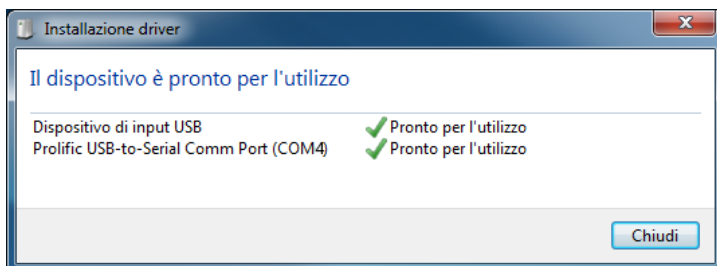 Installazione driver
Il dispositivo è pronto per l'utilizzo
Dispositivo di input USB Pronto per l'utilizzo
Prolific USB-to-Serial Comm Port (COM4) Pronto per l'utilizzo
Chiudi